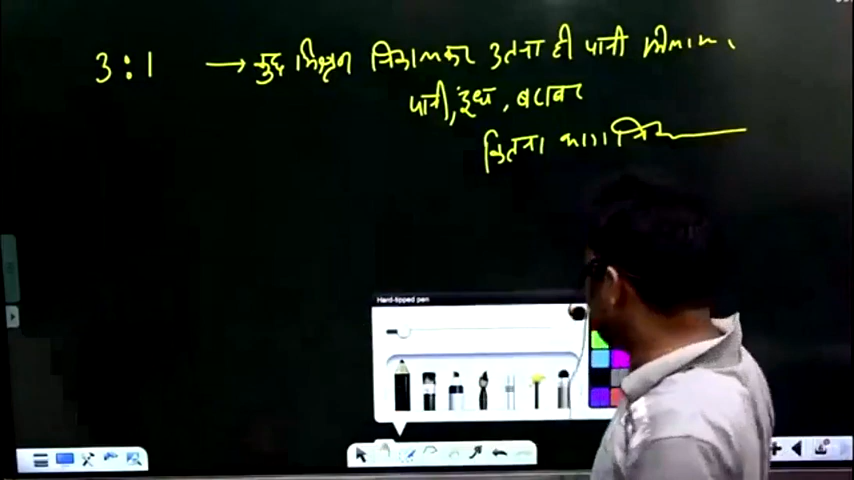 3 : 1 → कुछ मिश्रण निकालकर उतना ही पानी
पानी, दूध, बराबर
कितना भाग
Hard-tipped pen